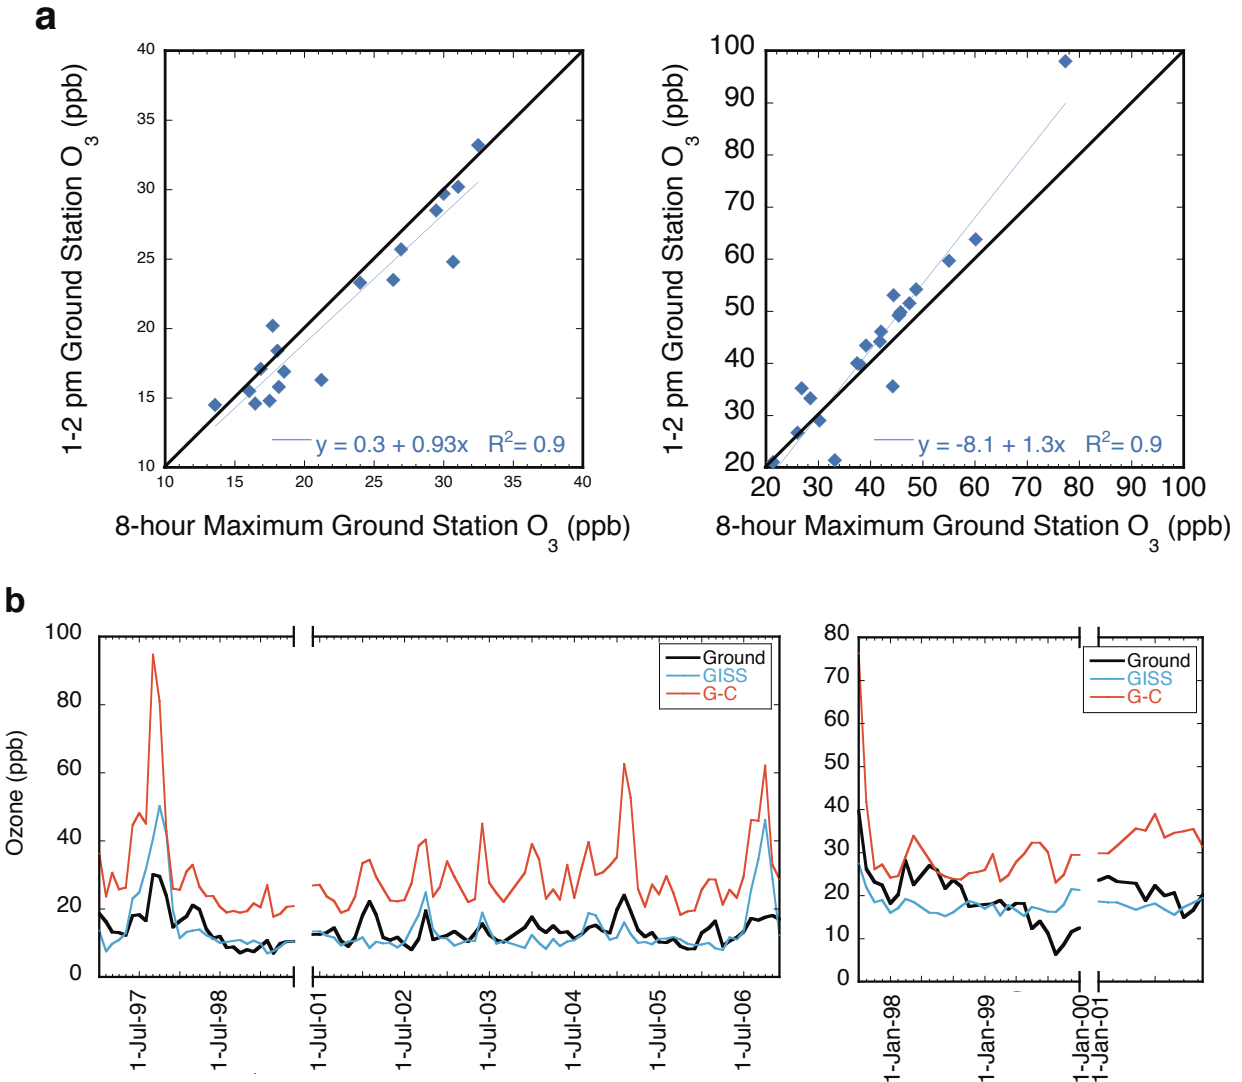 a
40
35
30
25
20
15
10
10 15 20 25 30 35 40
1-2 pm Ground Station O3 (ppb)
8-hour Maximum Ground Station O3 (ppb)
y = 0.3 + 0.93x R2= 0.9
100
90
80
70
60
50
40
30
20
20 30 40 50 60 70 80 90 100
1-2 pm Ground Station O3 (ppb)
8-hour Maximum Ground Station O3 (ppb)
y = -8.1 + 1.3x R2= 0.9
b
100
80
60
40
20
0
Ozone (ppb)
Ground
GISS
G-C
1-Jul-97
1-Jul-98
1-Jul-01
1-Jul-02
1-Jul-03
1-Jul-04
1-Jul-05
1-Jul-06
80
70
60
50
40
30
20
10
0
Ground
GISS
G-C
1-Jan-98
1-Jan-99
1-Jan-00
1-Jan-01